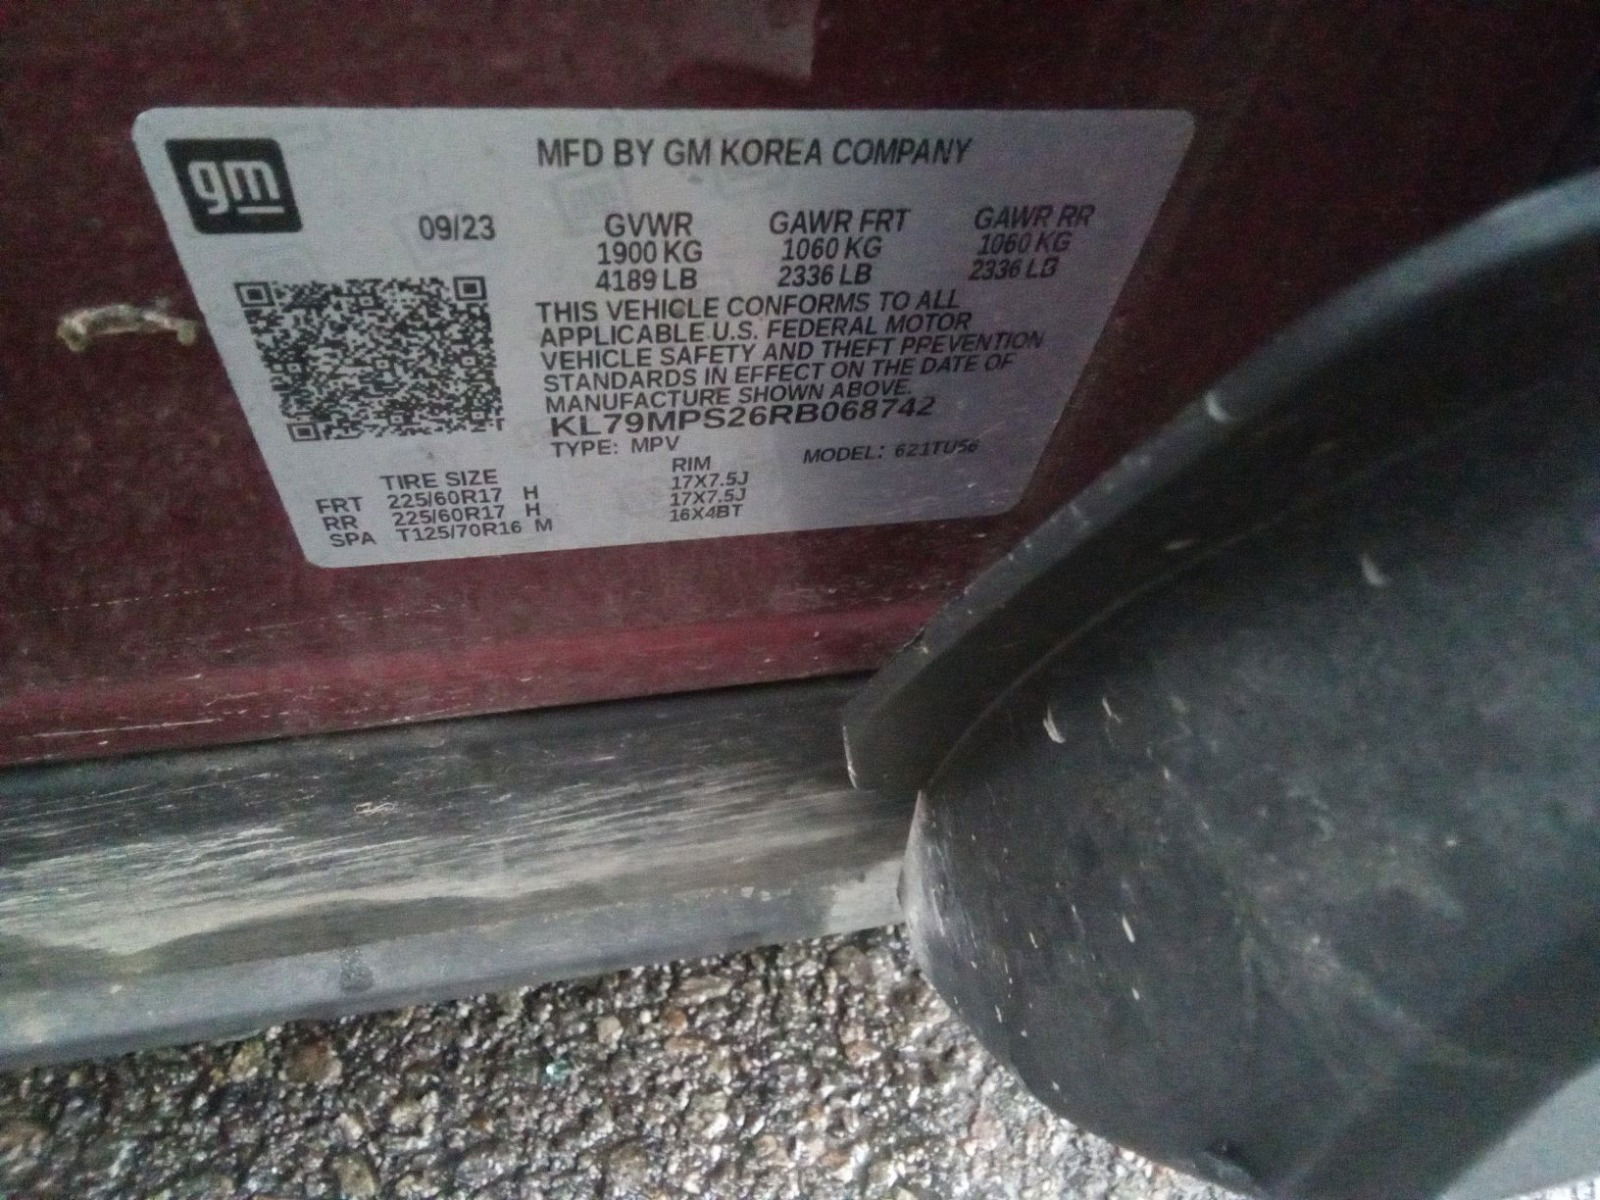 gm
MFD BY GM KOREA COMPANY
09/23 GVWR GAWR FRT GAWR RR
1900 KG 1060 KG 1060 KG
4189 LB 2336 LB 2336 LB
THIS VEHICLE CONFORMS TO ALL
APPLICABLE U.S. FEDERAL MOTOR
VEHICLE SAFETY AND THEFT PREVENTION
STANDARDS IN EFFECT ON THE DATE OF
MANUFACTURE SHOWN ABOVE.
KL79MPS26RB068742
TYPE: MPV MODEL: 621TU56
TIRE SIZE RIM
FRT 225/60R17 H 17X7.5J
RR 225/60R17 H 17X7.5J
SPA T125/70R16 M 16X4BT